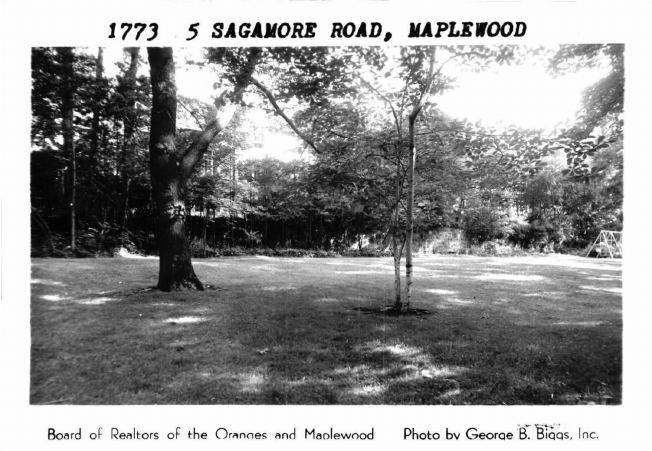 1773 5 SAGAMORE ROAD, MAPLEWOOD
Board of Realtors of the Oranges and Maplewood Photo by George B. Biggs, Inc.